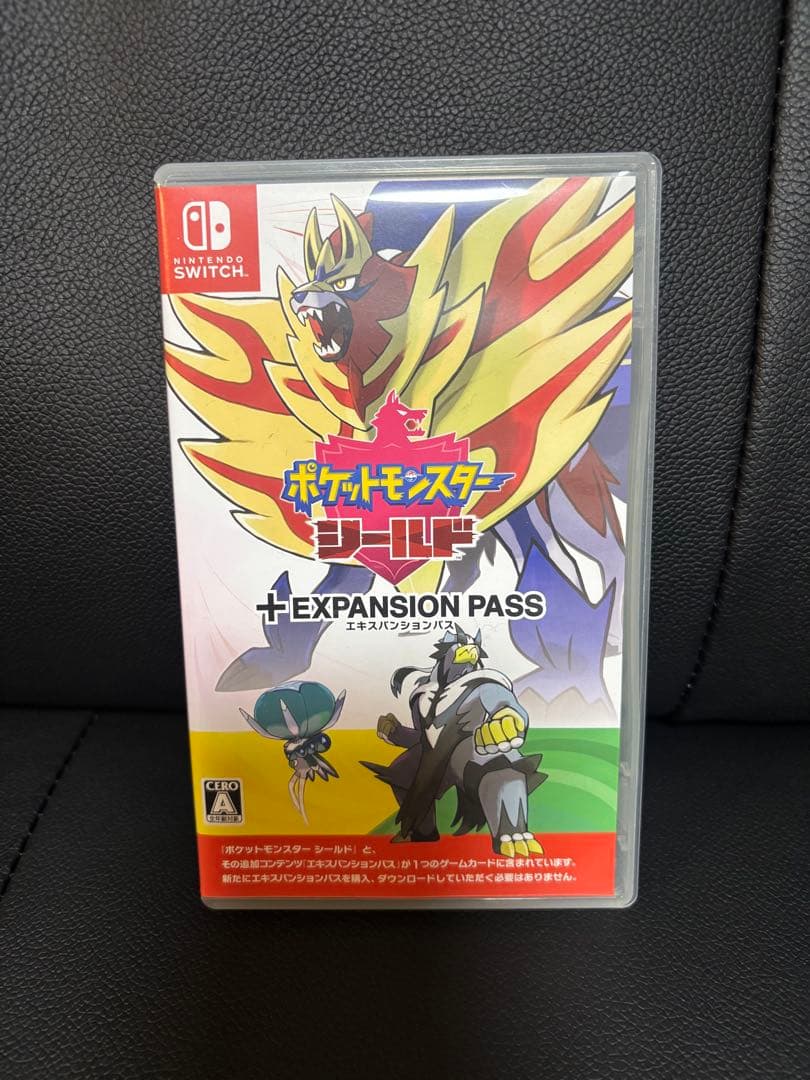 NINTENDO
SWITCH™
ポケットモンスター
シールド
+EXPANSION PASS
エキスパンションパス
CERO
A
全年齢対象
『ポケットモンスター シールド』と、
その追加コンテンツ「エキスパンションパス」が1つのゲームカードに含まれています。
新たにエキスパンションパスを購入、ダウンロードしていただく必要はありません。